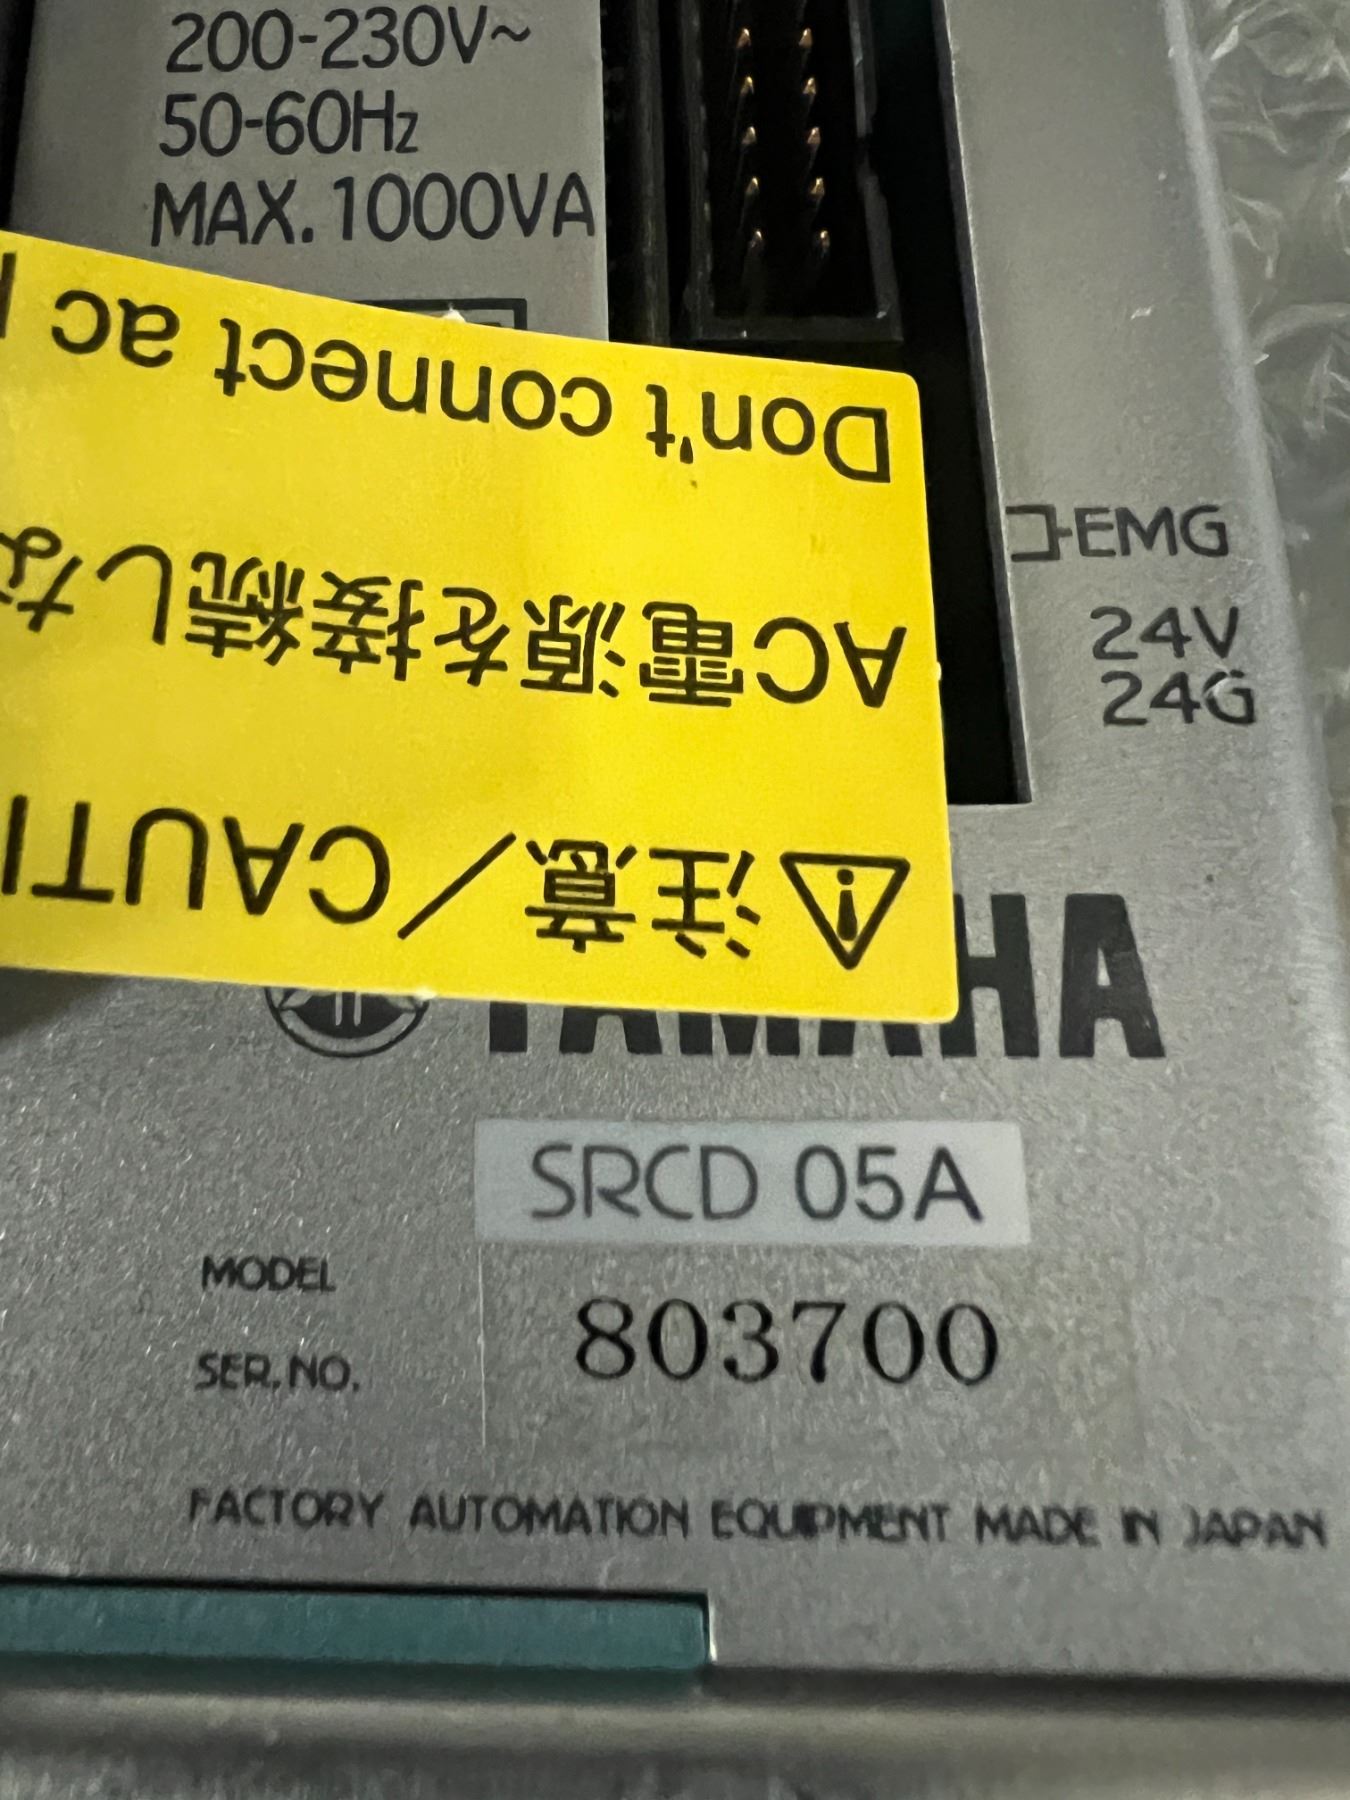 200-230V~
50-60Hz
MAX. 1000VA
EMG
24V
24G
⚠注意/CAUTI
AC電源を接続しな
Don't connect ac
YAMAHA
SRCD 05A
MODEL
803700
SER. NO.
FACTORY AUTOMATION EQUIPMENT MADE IN JAPAN